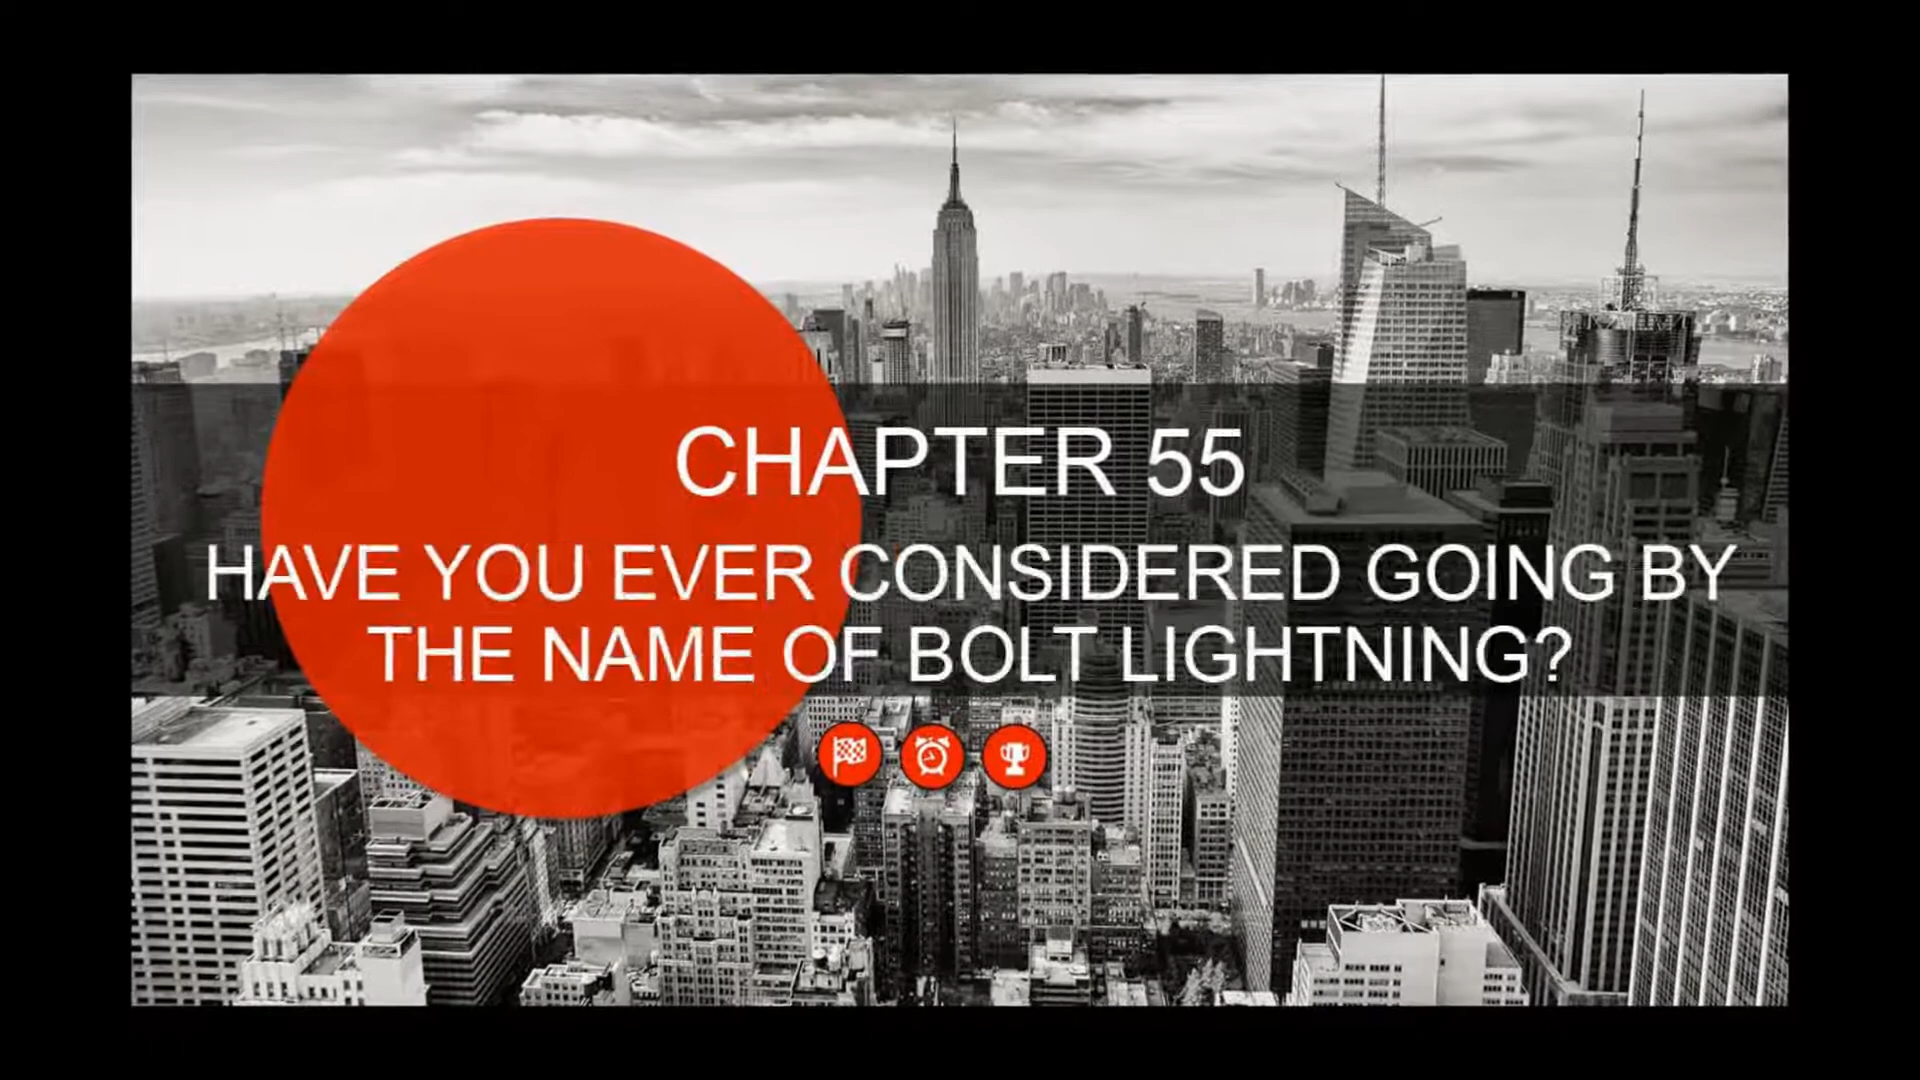 CHAPTER 55
HAVE YOU EVER CONSIDERED GOING BY
THE NAME OF BOLT LIGHTNING?